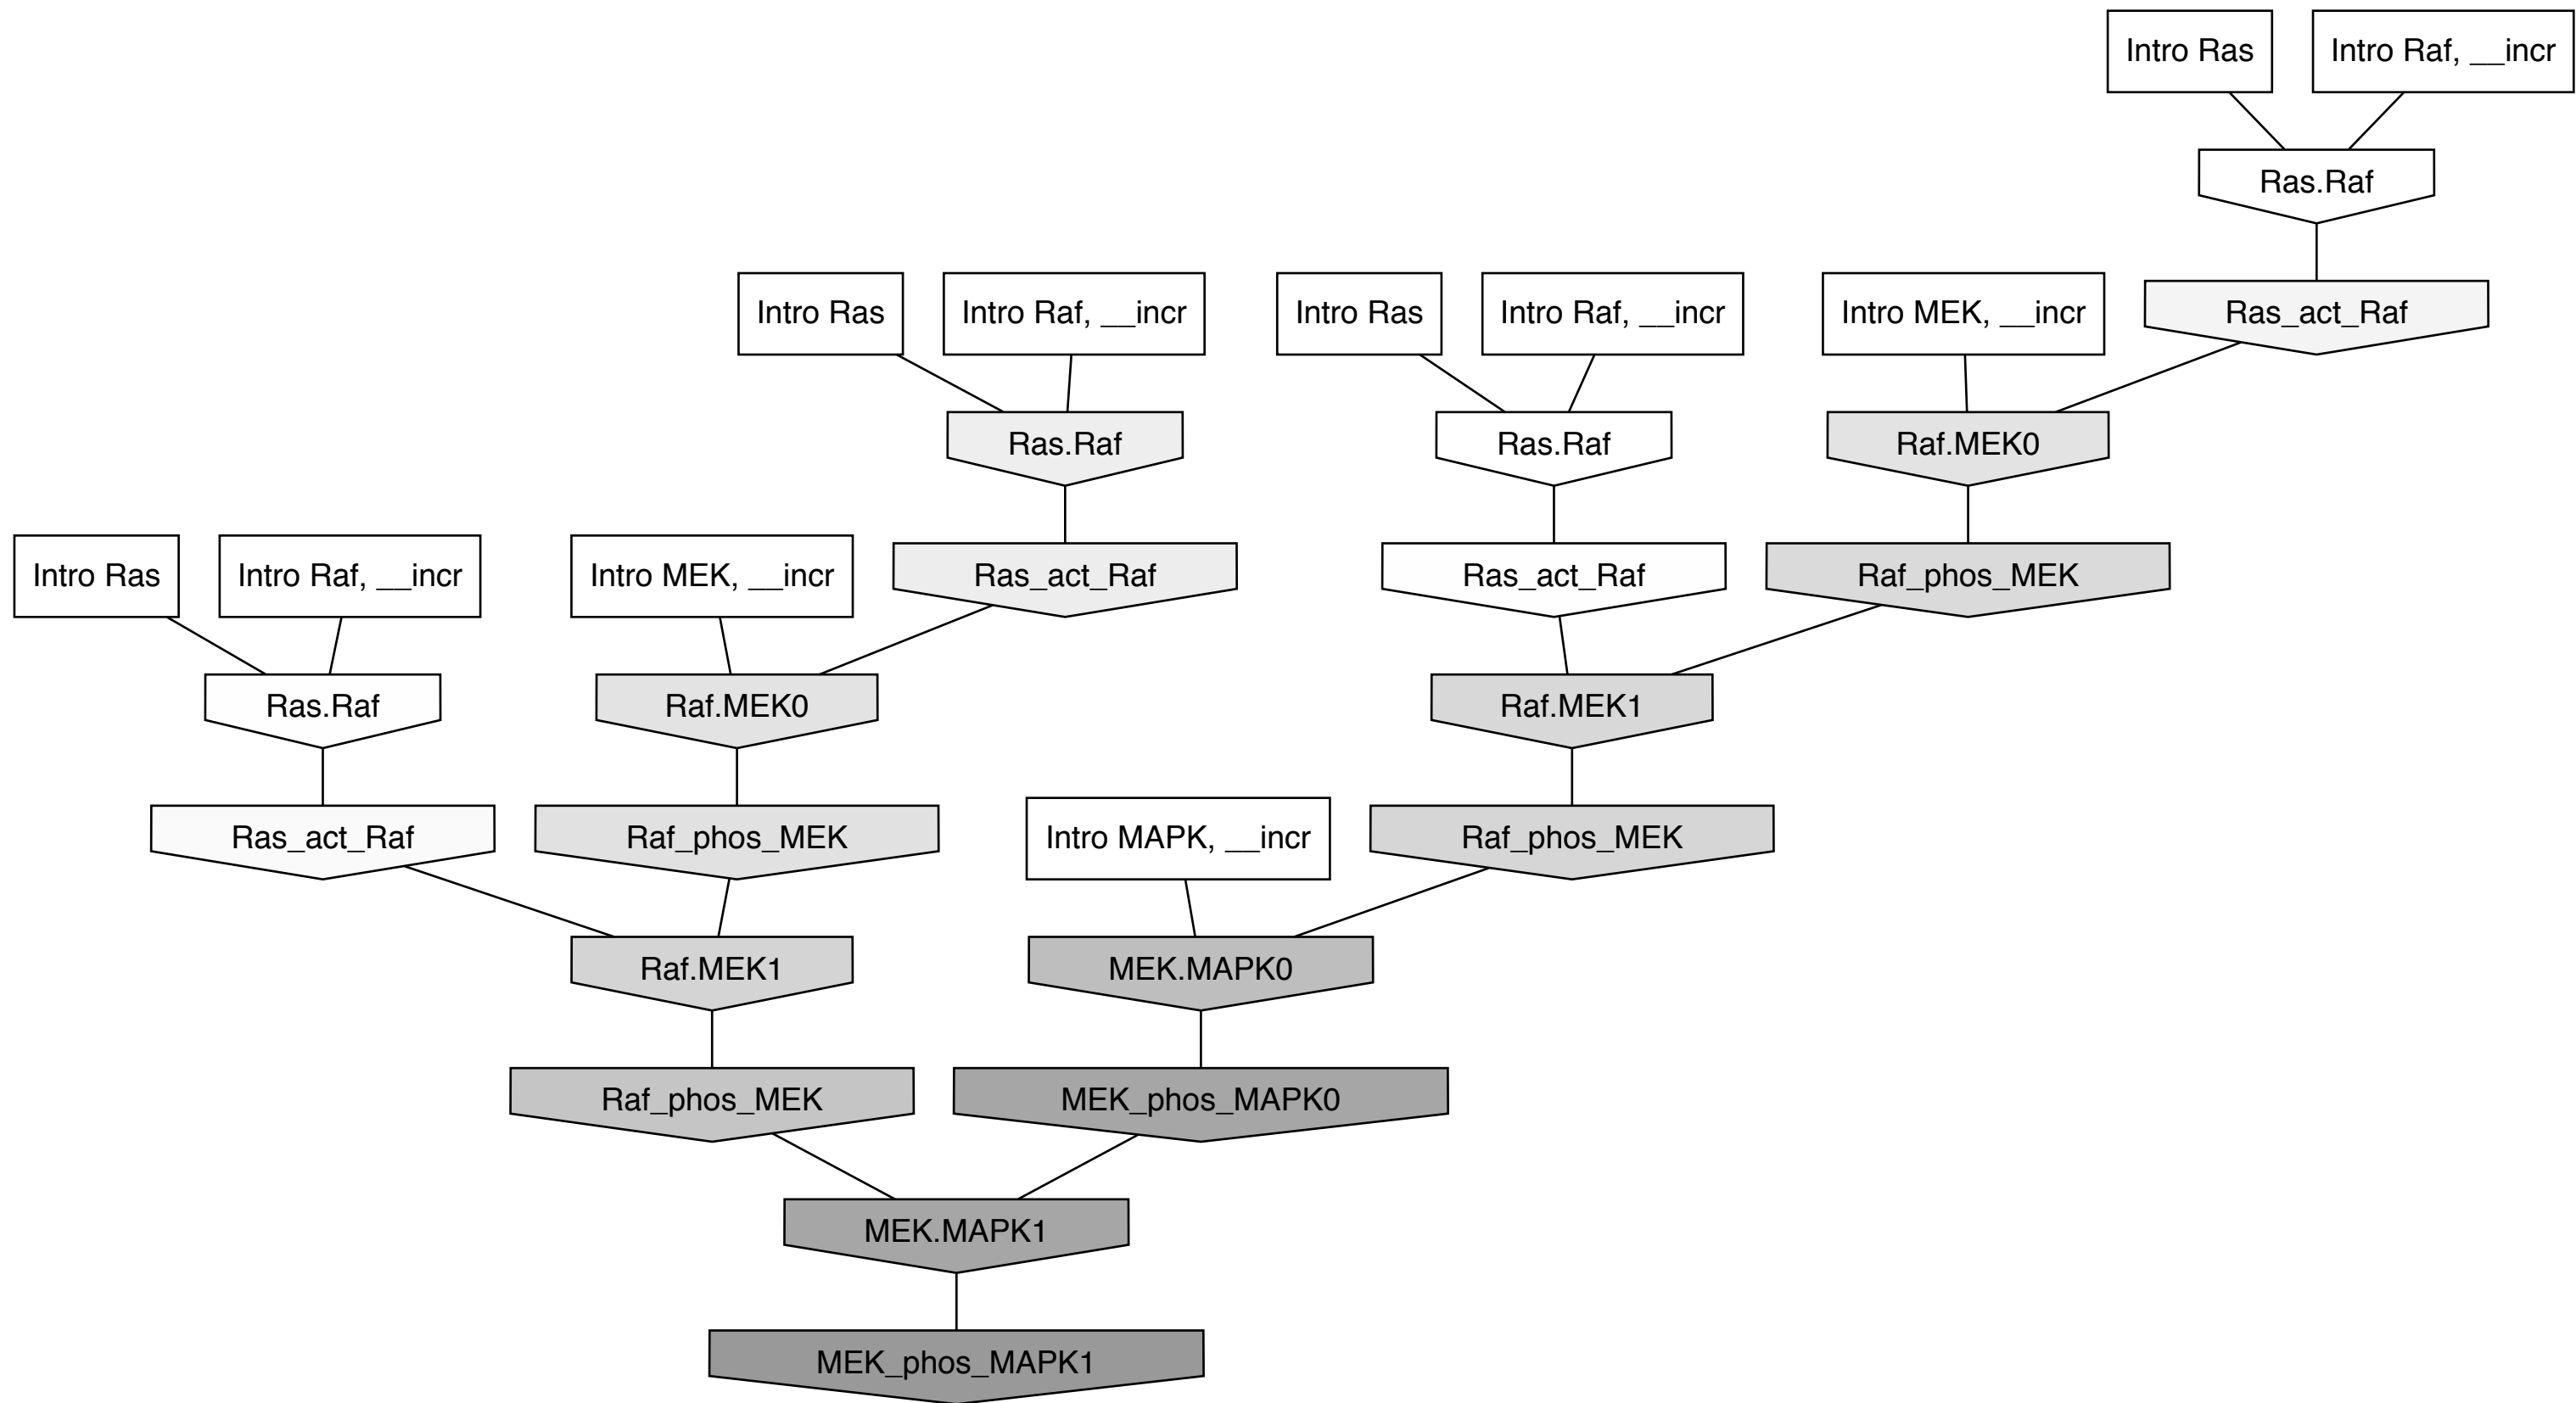 Intro Ras
Intro Raf, __incr
Ras.Raf
Intro Ras
Intro Raf, __incr
Intro Ras
Intro Raf, __incr
Intro MEK, __incr
Ras_act_Raf
Ras.Raf
Ras.Raf
Raf.MEK0
Intro Ras
Intro Raf, __incr
Intro MEK, __incr
Ras_act_Raf
Ras_act_Raf
Raf_phos_MEK
Ras.Raf
Raf.MEK0
Raf.MEK1
Ras_act_Raf
Raf_phos_MEK
Intro MAPK, __incr
Raf_phos_MEK
Raf.MEK1
MEK.MAPK0
Raf_phos_MEK
MEK_phos_MAPK0
MEK.MAPK1
MEK_phos_MAPK1